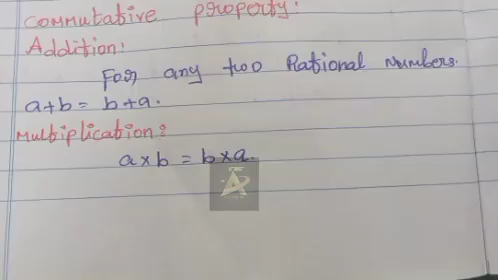 Commutative property:
Addition:
For any two Rational Numbers.
a+b = b+a.
Multiplication:
a×b = b×a.